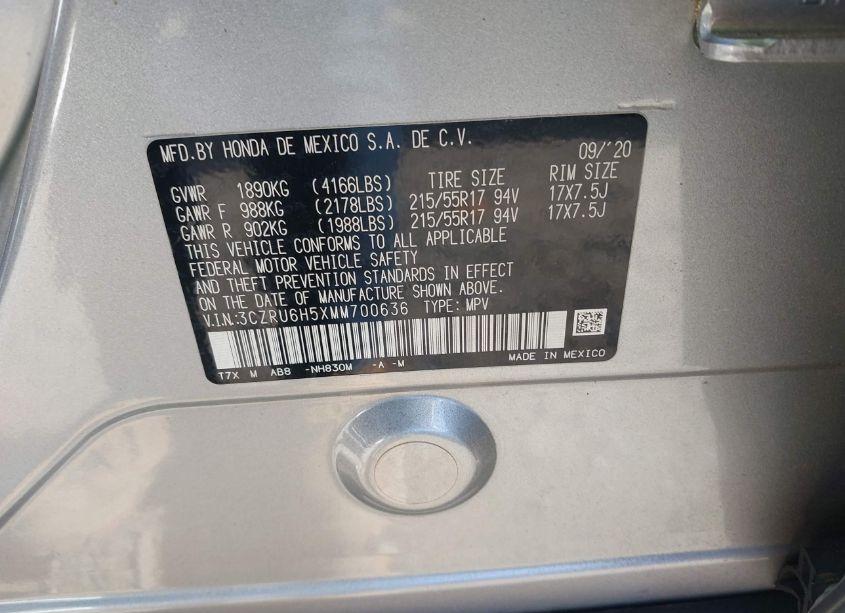 MFD.BY HONDA DE MEXICO S.A. DE C.V. 09/'20
TIRE SIZE RIM SIZE
GVWR 1890KG (4166LBS)
GAWR F 988KG (2178LBS) 215/55R17 94V 17X7.5J
GAWR R 902KG (1988LBS) 215/55R17 94V 17X7.5J
THIS VEHICLE CONFORMS TO ALL APPLICABLE
FEDERAL MOTOR VEHICLE SAFETY
AND THEFT PREVENTION STANDARDS IN EFFECT
ON THE DATE OF MANUFACTURE SHOWN ABOVE.
V.I.N.:3CZRU6H5XMM700636 TYPE: MPV
T7X M AB8 -NH830M -A -M MADE IN MEXICO